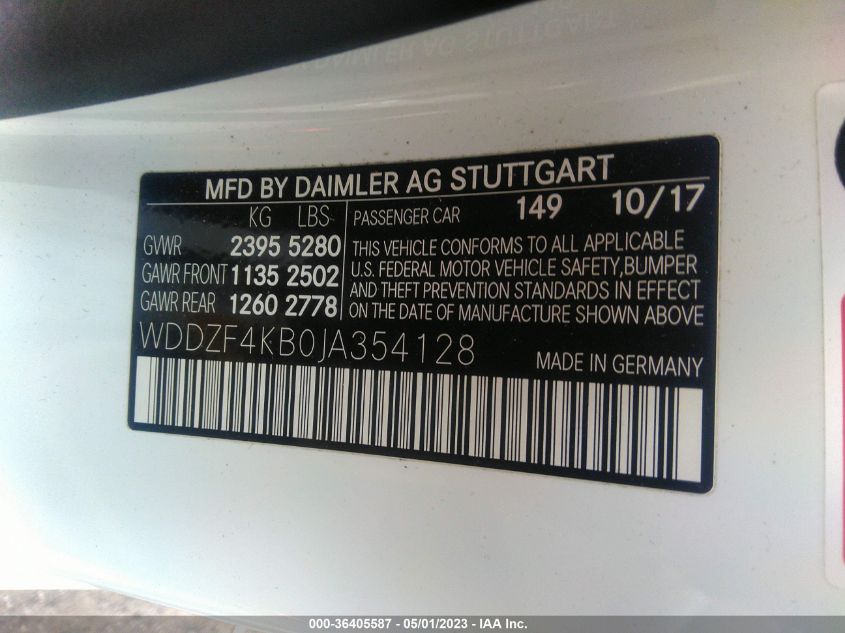 MFD BY DAIMLER AG STUTTGART
KG LBS
GVWR 2395 5280
GAWR FRONT 1135 2502
GAWR REAR 1260 2778
PASSENGER CAR 149 10/17
THIS VEHICLE CONFORMS TO ALL APPLICABLE
U.S. FEDERAL MOTOR VEHICLE SAFETY,BUMPER
AND THEFT PREVENTION STANDARDS IN EFFECT
ON THE DATE OF MANUFACTURE SHOWN ABOVE
WDDZF4KB0JA354128
MADE IN GERMANY
000-36405587 - 05/01/2023 - IAA Inc.